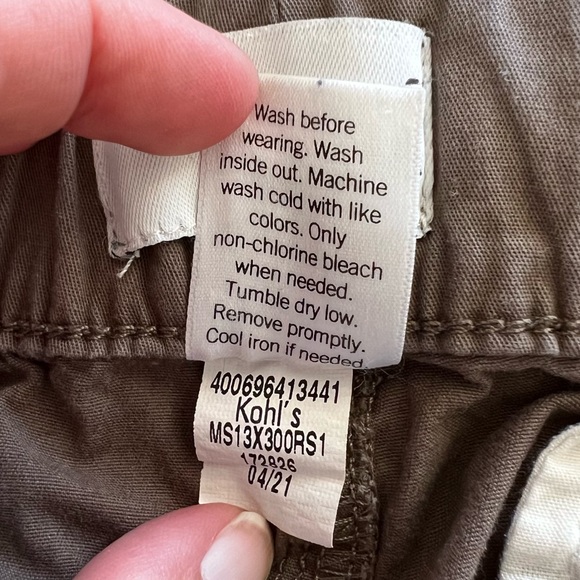 Wash before
wearing. Wash
inside out. Machine
wash cold with like
colors. Only
non-chlorine bleach
when needed.
Tumble dry low.
Remove promptly.
Cool iron if needed.
400696413441
Kohl's
MS13X300RS1
172826
04/21